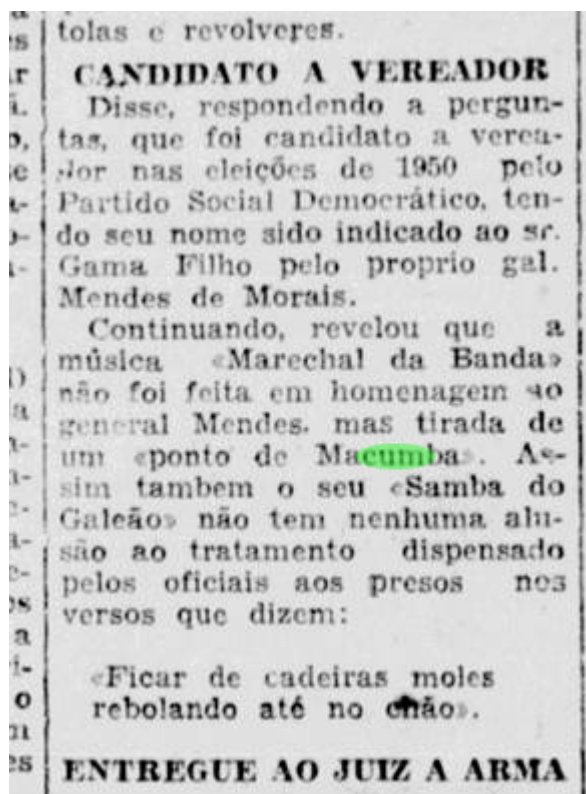 tolas e revolveres.
CANDIDATO A VEREADOR
Disse, respondendo a pergun-
tas, que foi candidato a verea-
dor nas eleições de 1950 pelo
Partido Social Democrático, ten-
do seu nome sido indicado ao sr.
Gama Filho pelo proprio gal.
Mendes de Morais.
Continuando, revelou que a
música «Marechal da Banda»
não foi feita em homenagem ao
general Mendes, mas tirada de
um «ponto de Macumba». As-
sim tambem o seu «Samba do
Galeão» não tem nenhuma alu-
são ao tratamento dispensado
pelos oficiais aos presos nos
versos que dizem:
«Ficar de cadeiras moles
rebolando até no chão».
ENTREGUE AO JUIZ A ARMA